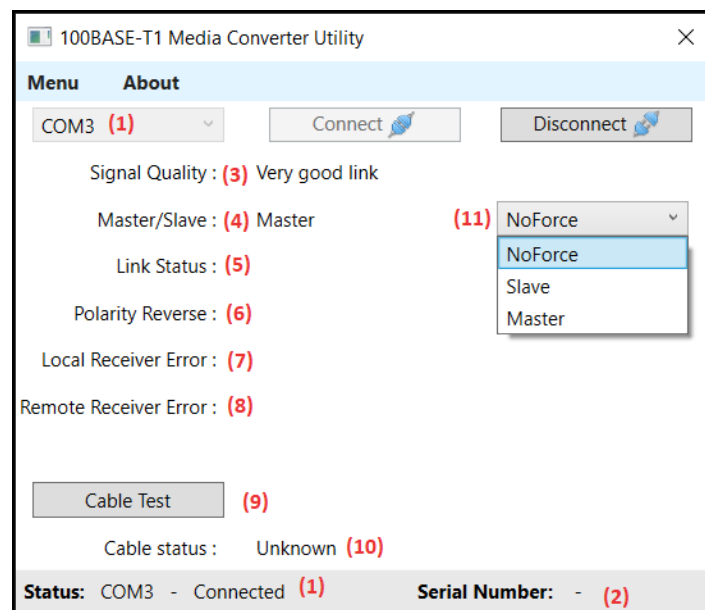 100BASE-T1 Media Converter Utility
Menu About
COM3 (1) Connect Disconnect
Signal Quality : (3) Very good link
Master/Slave : (4) Master (11) NoForce
NoForce
Link Status : (5)
Slave
Polarity Reverse : (6)
Master
Local Receiver Error : (7)
Remote Receiver Error : (8)
Cable Test (9)
Cable status : Unknown (10)
Status: COM3 - Connected (1) Serial Number: - (2)